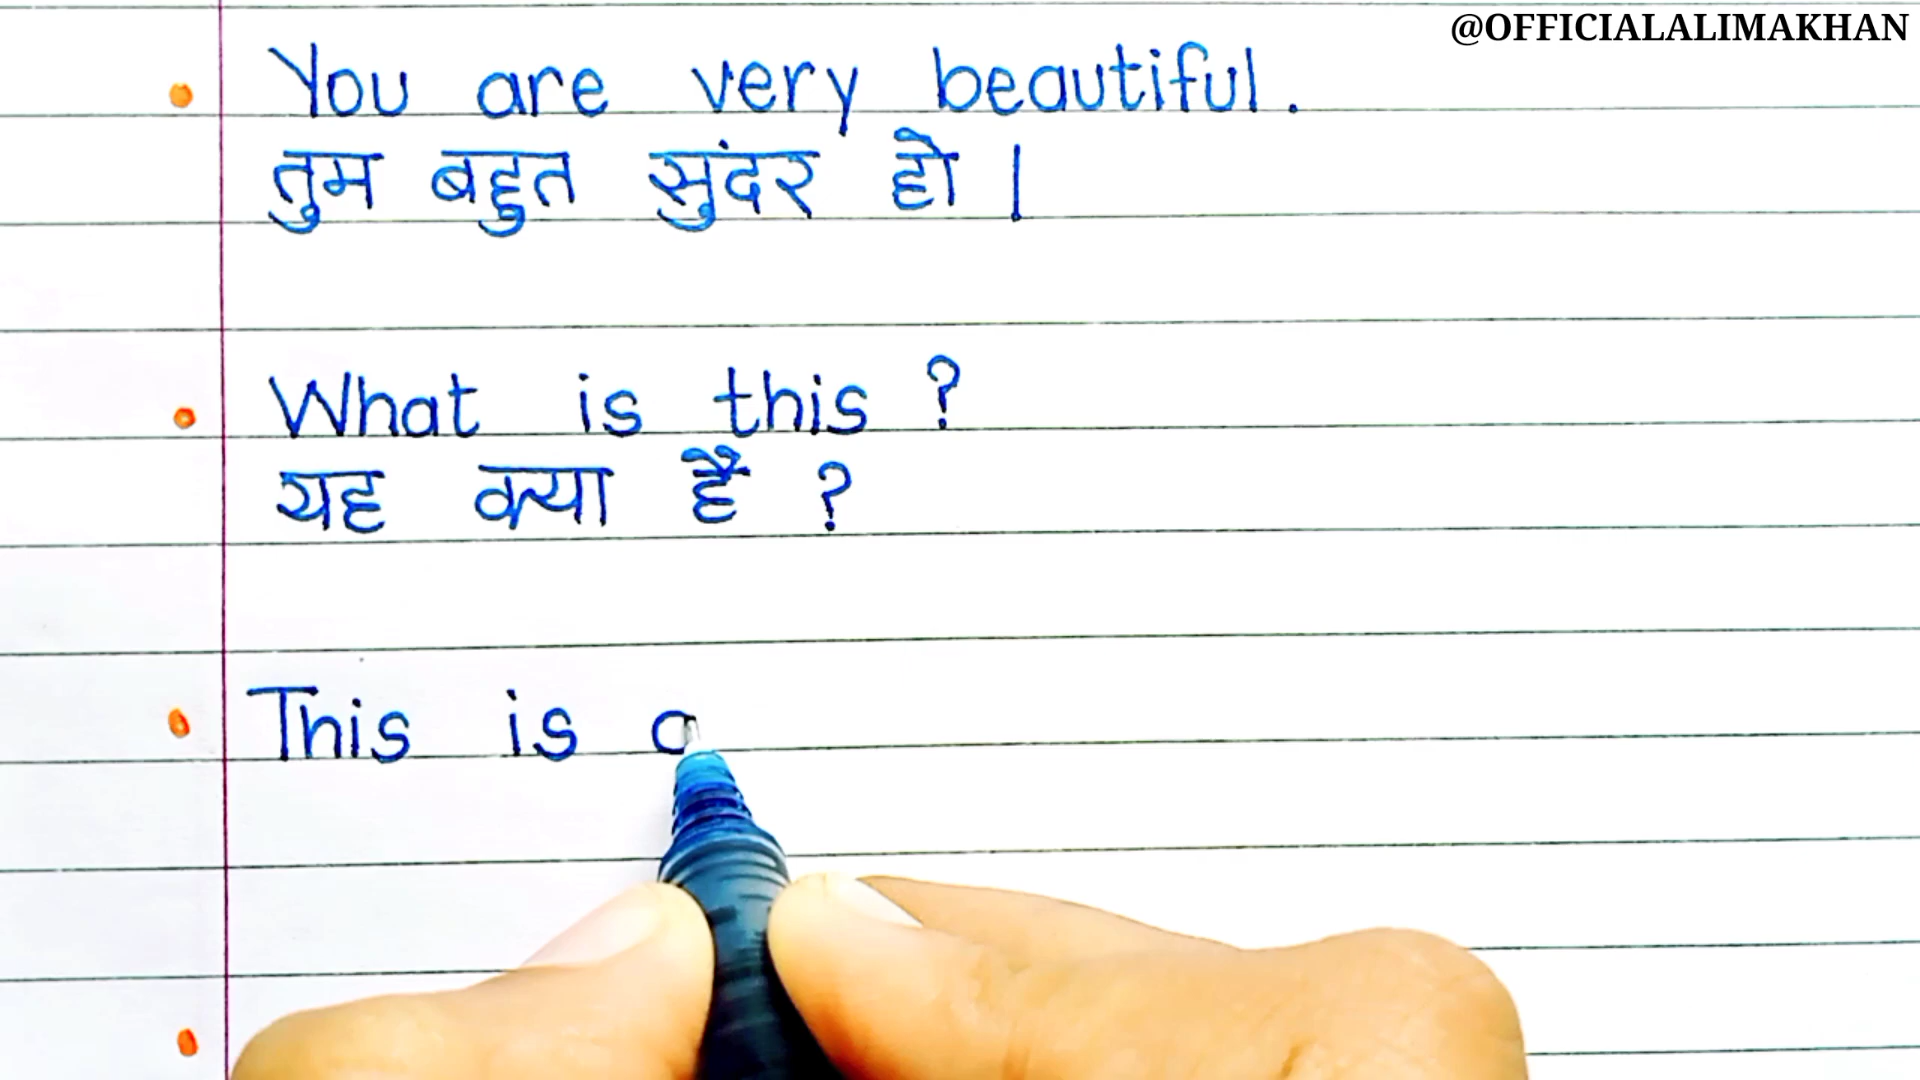 @OFFICIALALIMAKHAN
You are very beautiful.
तुम बहुत सुंदर हो |
What is this ?
यह क्या है ?
This is